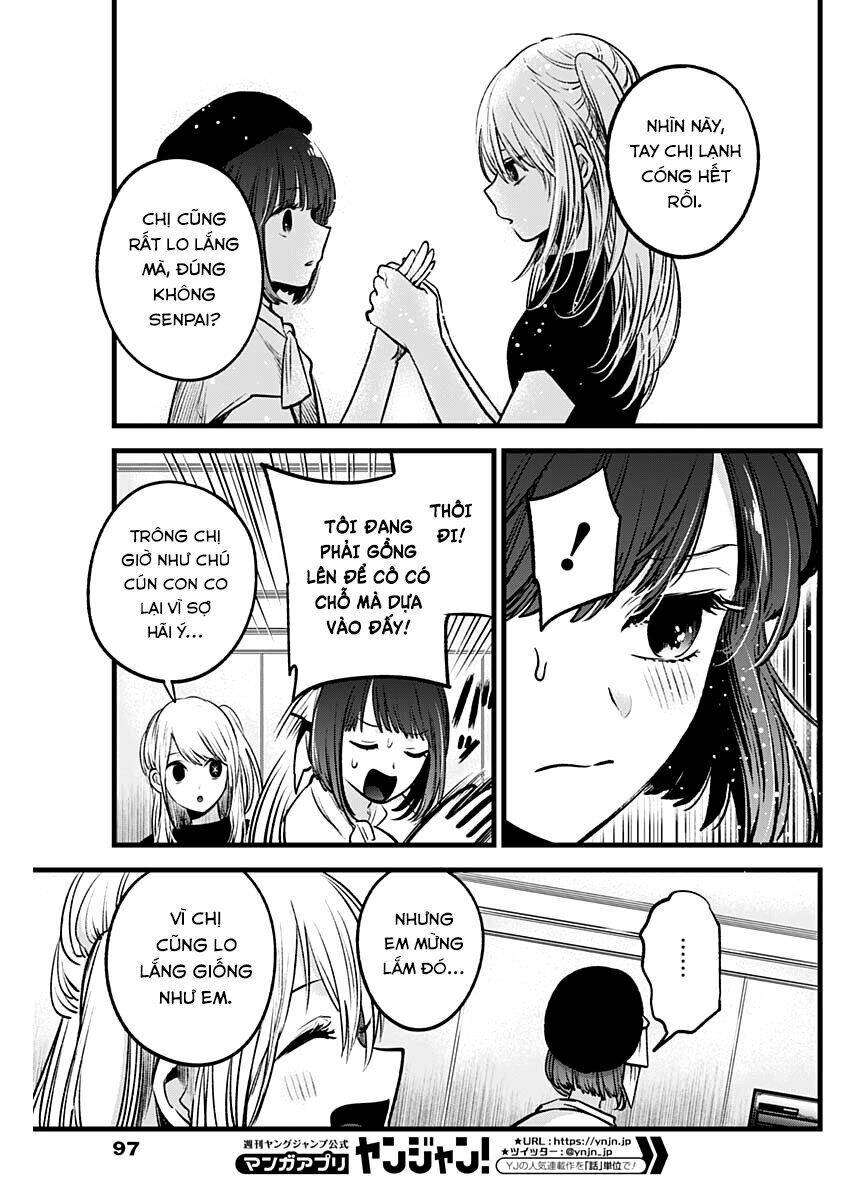 NHÌN NÀY,
TAY CHỊ LẠNH
CÓNG HẾT
RỒI.
CHỊ CŨNG
RẤT LO LẮNG
MÀ, ĐÚNG
KHÔNG
SENPAI?
!
THÔI
ĐI!
TÔI ĐANG
PHẢI GỒNG
LÊN ĐỂ CÔ CÓ
CHỖ MÀ DỰA
VÀO ĐẤY!
TRÔNG CHỊ
GIỜ NHƯ CHÚ
CÚN CON CO
LẠI VÌ SỢ
HÃI Ý...
......
NHƯNG
EM MỪNG
LẮM ĐÓ...
VÌ CHỊ
CŨNG LO
LẮNG GIỐNG
NHƯ EM.
97
週刊ヤングジャンプ公式
マンガアプリ
ヤンジャン!
★URL : https://ynjn.jp
★ツイッター : @ynjn_jp
YJの人気連載作を「話」単位で!